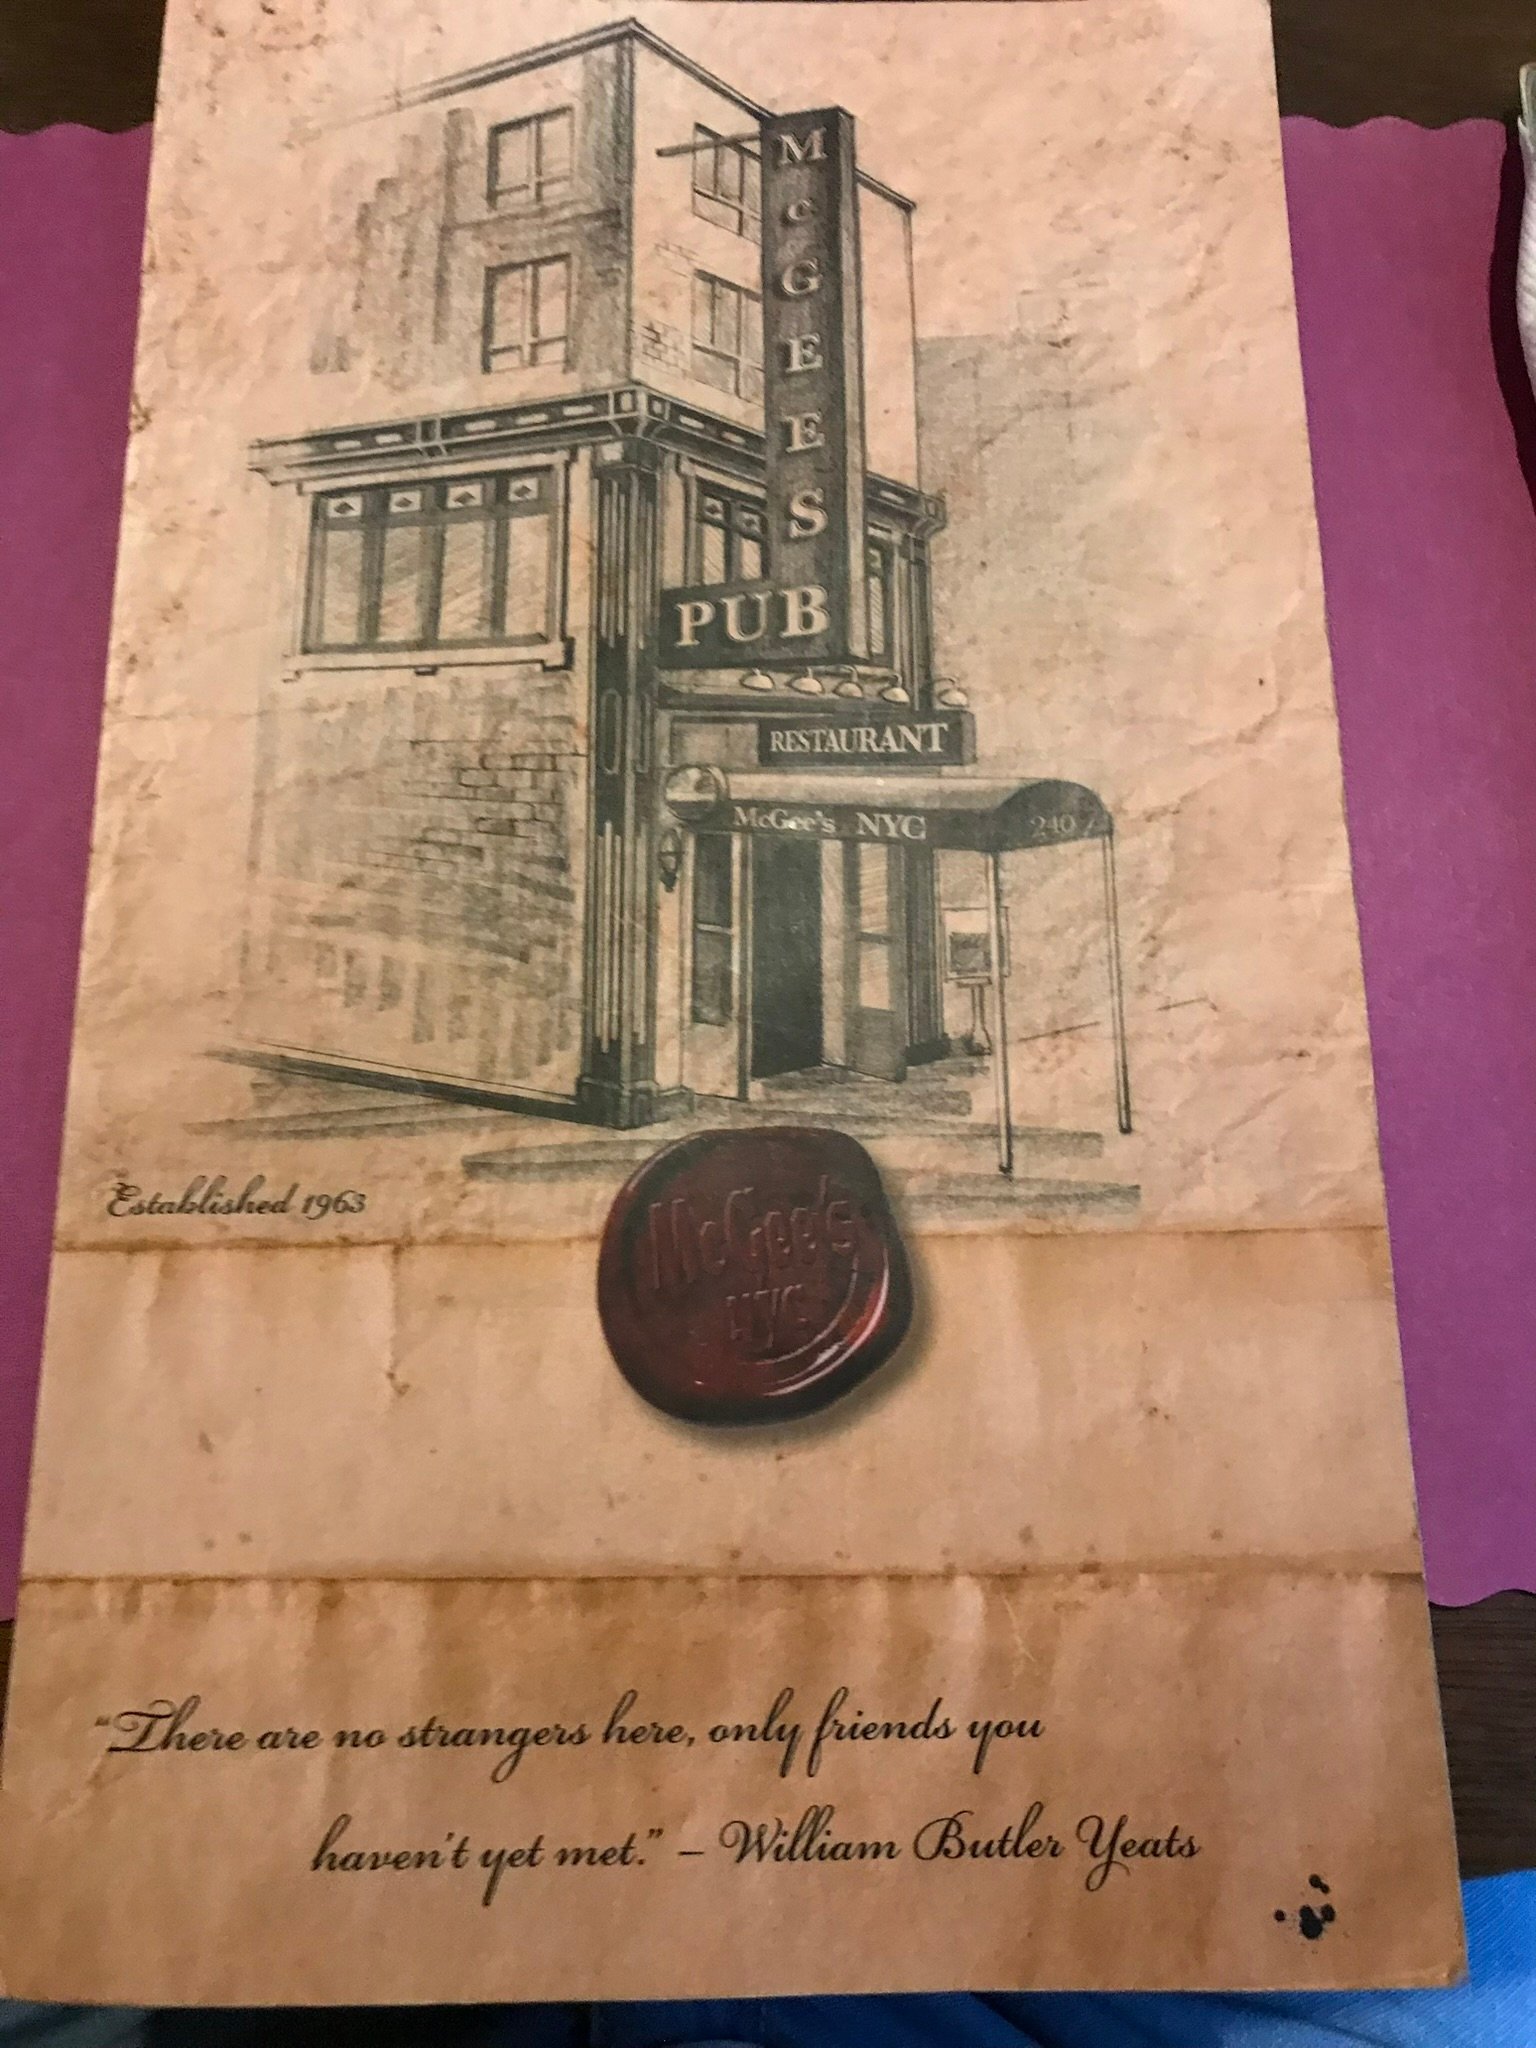 McGEES
PUB
RESTAURANT
McGee's NYC
240
Established 1963
McGee's
NYC
“There are no strangers here, only friends you
haven't yet met.” – William Butler Yeats